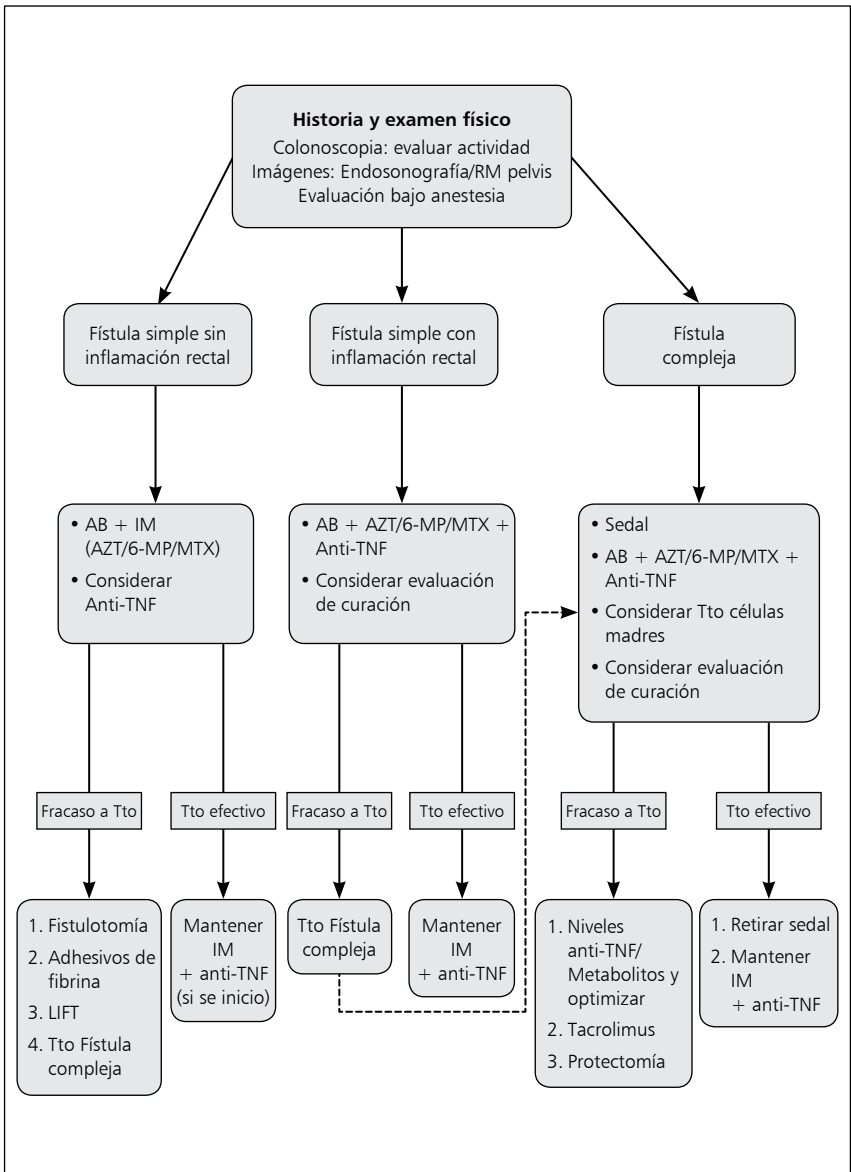 Historia y examen físico
Colonoscopia: evaluar actividad
Imágenes: Endosonografía/RM pelvis
Evaluación bajo anestesia
Fístula simple sin
inflamación rectal
Fístula simple con
inflamación rectal
Fístula
compleja
• AB + IM
(AZT/6-MP/MTX)
• Considerar
Anti-TNF
• AB + AZT/6-MP/MTX +
Anti-TNF
• Considerar evaluación
de curación
• Sedal
• AB + AZT/6-MP/MTX +
Anti-TNF
• Considerar Tto células
madres
• Considerar evaluación
de curación
Fracaso a Tto
Tto efectivo
Fracaso a Tto
Tto efectivo
Fracaso a Tto
Tto efectivo
1. Fistulotomía
2. Adhesivos de
fibrina
3. LIFT
4. Tto Fístula
compleja
Mantener
IM
+ anti-TNF
(si se inicio)
Tto Fístula
compleja
Mantener
IM
+ anti-TNF
1. Niveles
anti-TNF/
Metabolitos y
optimizar
2. Tacrolimus
3. Protectomía
1. Retirar sedal
2. Mantener
IM
+ anti-TNF